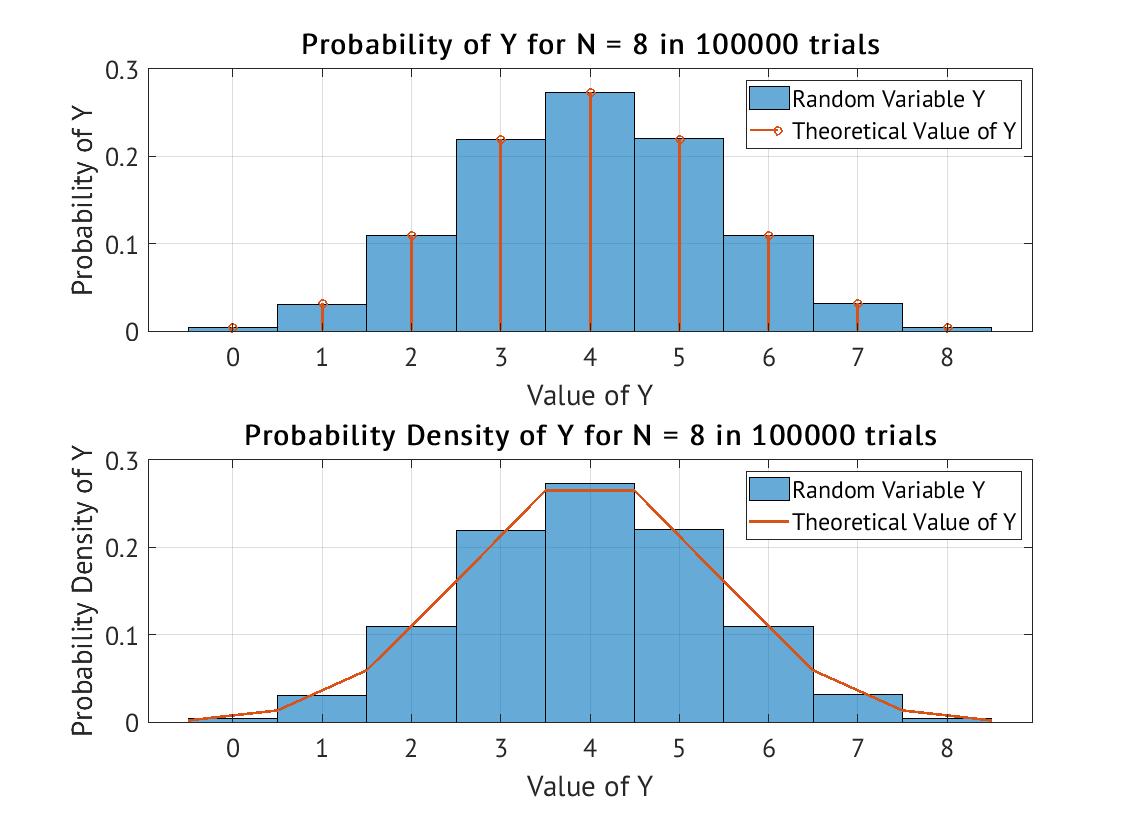 Probability of Y for N = 8 in 100000 trials
Probability of Y
0.3
0.2
0.1
0
Random Variable Y
Theoretical Value of Y
0 1 2 3 4 5 6 7 8
Value of Y
Probability Density of Y for N = 8 in 100000 trials
Probability Density of Y
0.3
0.2
0.1
0
Random Variable Y
Theoretical Value of Y
0 1 2 3 4 5 6 7 8
Value of Y